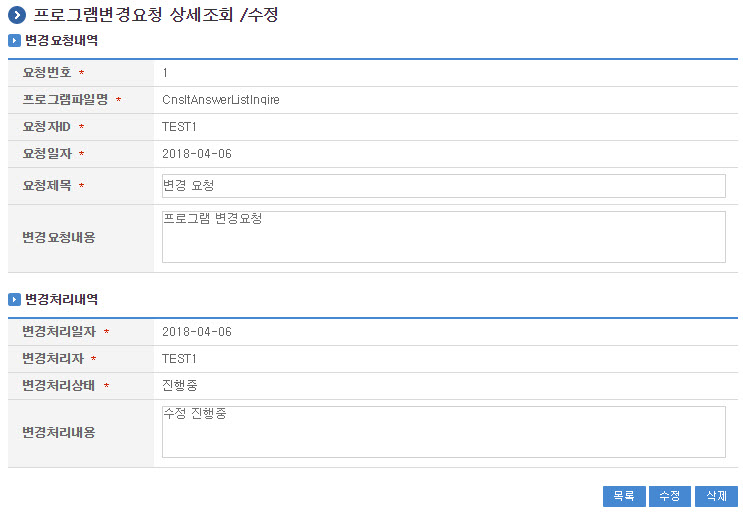 프로그램변경요청 상세조회 /수정
변경요청내역
요청번호 * 1
프로그램파일명 * CnsltAnswerListInqire
요청자ID * TEST1
요청일자 * 2018-04-06
요청제목 * 변경 요청
변경요청내용 프로그램 변경요청
변경처리내역
변경처리일자 * 2018-04-06
변경처리자 * TEST1
변경처리상태 * 진행중
변경처리내용 수정 진행중
목록 수정 삭제